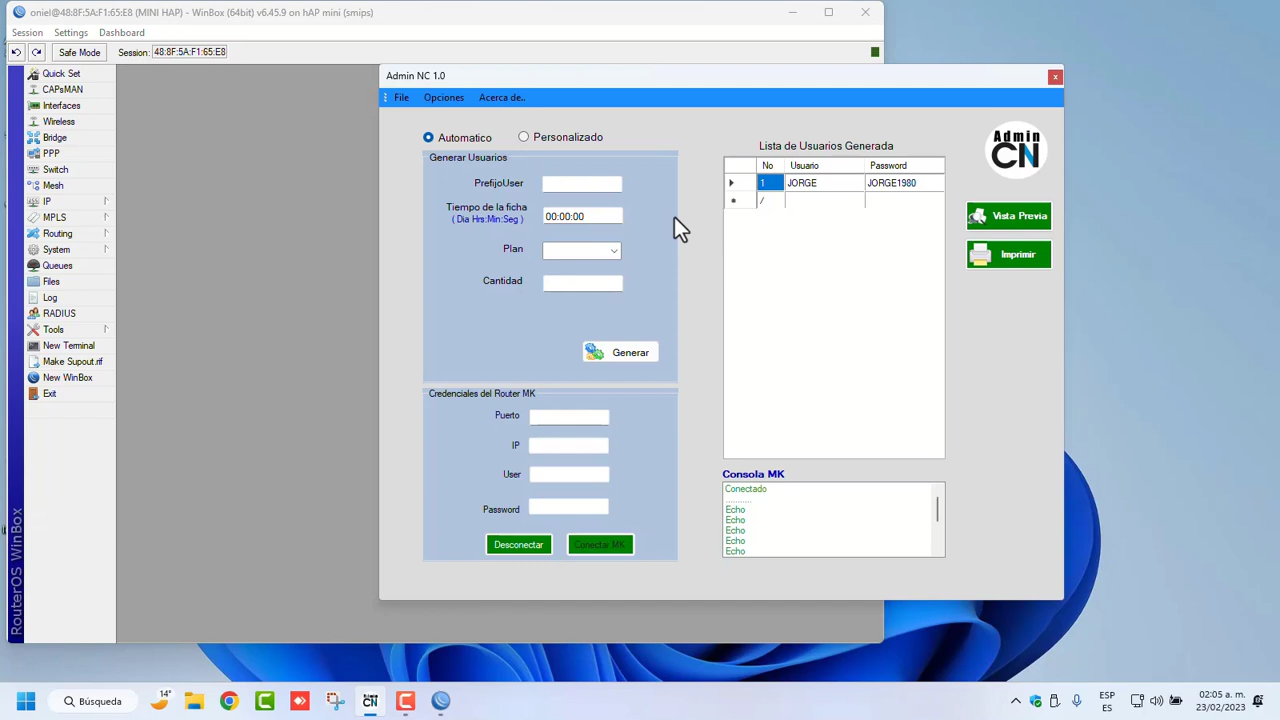 oniel@48:8F:5A:F1:65:E8 (MINI HAP) - WinBox (64bit) v6.45.9 on hAP mini (smips)
Session Settings Dashboard
Safe Mode Session: 48:8F:5A:F1:65:E8
Quick Set
CAPsMAN
Interfaces
Wireless
Bridge
PPP
Switch
Mesh
IP
MPLS
Routing
System
Queues
Files
Log
RADIUS
Tools
New Terminal
Make Supout.rif
New WinBox
Exit
RouterOS WinBox
Admin NC 1.0
File Opciones Acerca de..
Automatico Personalizado
Generar Usuarios
PrefijoUser
Tiempo de la ficha
( Dia Hrs:Min:Seg )
00:00:00
Plan
Cantidad
Generar
Credenciales del Router MK
Puerto
IP
User
Password
Desconectar Conectar MK
Lista de Usuarios Generada
No Usuario Password
1 JORGE JORGE1980
/
Consola MK
Conectado
..........
Echo
Echo
Echo
Echo
Echo
Admin
CN
Vista Previa
Imprimir
Búsqueda
14°
CN
ESP
ES
02:05 a. m.
23/02/2023